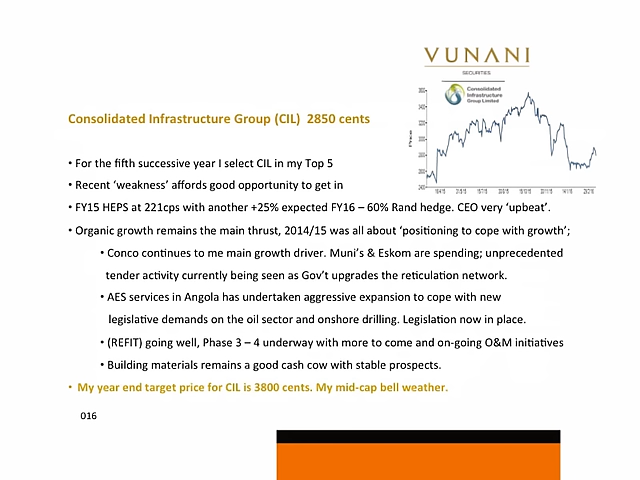 VUNANI
SECURITIES
Consolidated
Infrastructure
Group Limited
Consolidated Infrastructure Group (CIL)  2850 cents
• For the fifth successive year I select CIL in my Top 5
• Recent ‘weakness’ affords good opportunity to get in
• FY15 HEPS at 221cps with another +25% expected FY16 – 60% Rand hedge. CEO very ‘upbeat’.
• Organic growth remains the main thrust, 2014/15 was all about ‘positioning to cope with growth’;
• Conco continues to me main growth driver. Muni’s & Eskom are spending; unprecedented
tender activity currently being seen as Gov’t upgrades the reticulation network.
• AES services in Angola has undertaken aggressive expansion to cope with new
legislative demands on the oil sector and onshore drilling. Legislation now in place.
• (REFIT) going well, Phase 3 – 4 underway with more to come and on-going O&M initiatives
• Building materials remains a good cash cow with stable prospects.
• My year end target price for CIL is 3800 cents. My mid-cap bell weather.
016